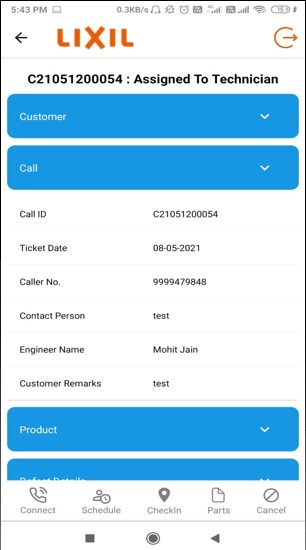 5:43 PM 0.3KB/s
LIXIL
C21051200054 : Assigned To Technician
Customer
Call
Call ID C21051200054
Ticket Date 08-05-2021
Caller No. 9999479848
Contact Person test
Engineer Name Mohit Jain
Customer Remarks test
Product
Defect Details
Connect Schedule CheckIn Parts Cancel